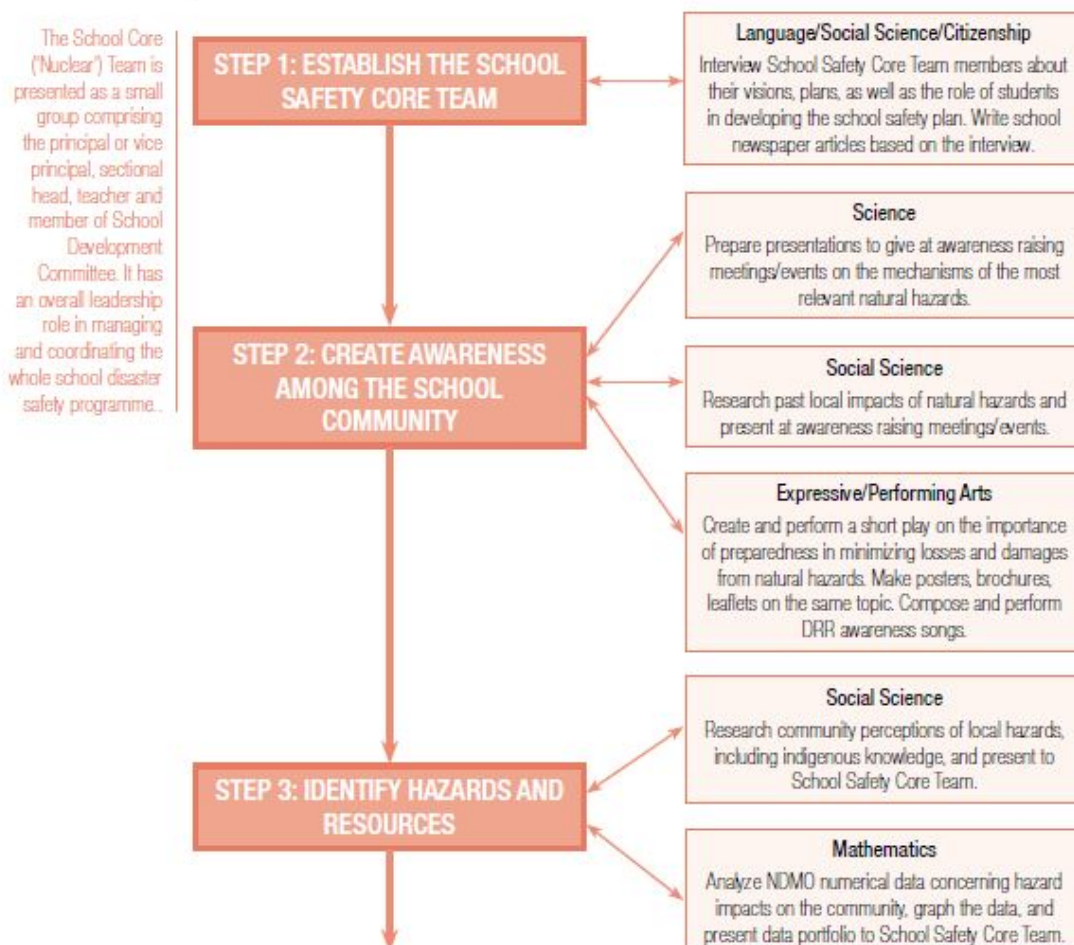 The School Core
('Nuclear') Team is
presented as a small
group comprising
the principal or vice
principal, sectional
head, teacher and
member of School
Development
Committee. It has
an overall leadership
role in managing
and coordinating the
whole school disaster
safety programme..
STEP 1: ESTABLISH THE SCHOOL
SAFETY CORE TEAM
Language/Social Science/Citizenship
Interview School Safety Core Team members about
their visions, plans, as well as the role of students
in developing the school safety plan. Write school
newspaper articles based on the interview.
STEP 2: CREATE AWARENESS
AMONG THE SCHOOL
COMMUNITY
Science
Prepare presentations to give at awareness raising
meetings/events on the mechanisms of the most
relevant natural hazards.
Social Science
Research past local impacts of natural hazards and
present at awareness raising meetings/events.
Expressive/Performing Arts
Create and perform a short play on the importance
of preparedness in minimizing losses and damages
from natural hazards. Make posters, brochures,
leaflets on the same topic. Compose and perform
DRR awareness songs.
STEP 3: IDENTIFY HAZARDS AND
RESOURCES
Social Science
Research community perceptions of local hazards,
including indigenous knowledge, and present to
School Safety Core Team.
Mathematics
Analyze NDMO numerical data concerning hazard
impacts on the community, graph the data, and
present data portfolio to School Safety Core Team.